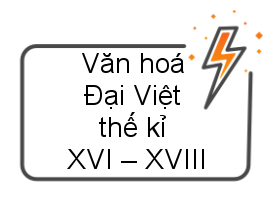 Văn hoá
Đại Việt
thế kỉ
XVI – XVIII